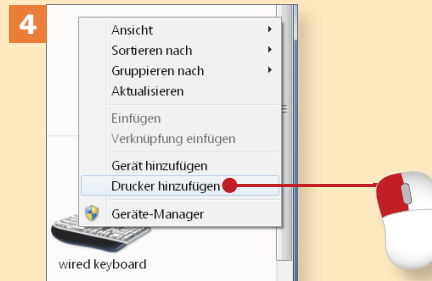 4
Ansicht
Sortieren nach
Gruppieren nach
Aktualisieren
Einfügen
Verknüpfung einfügen
Gerät hinzufügen
Drucker hinzufügen
Geräte-Manager
wired keyboard